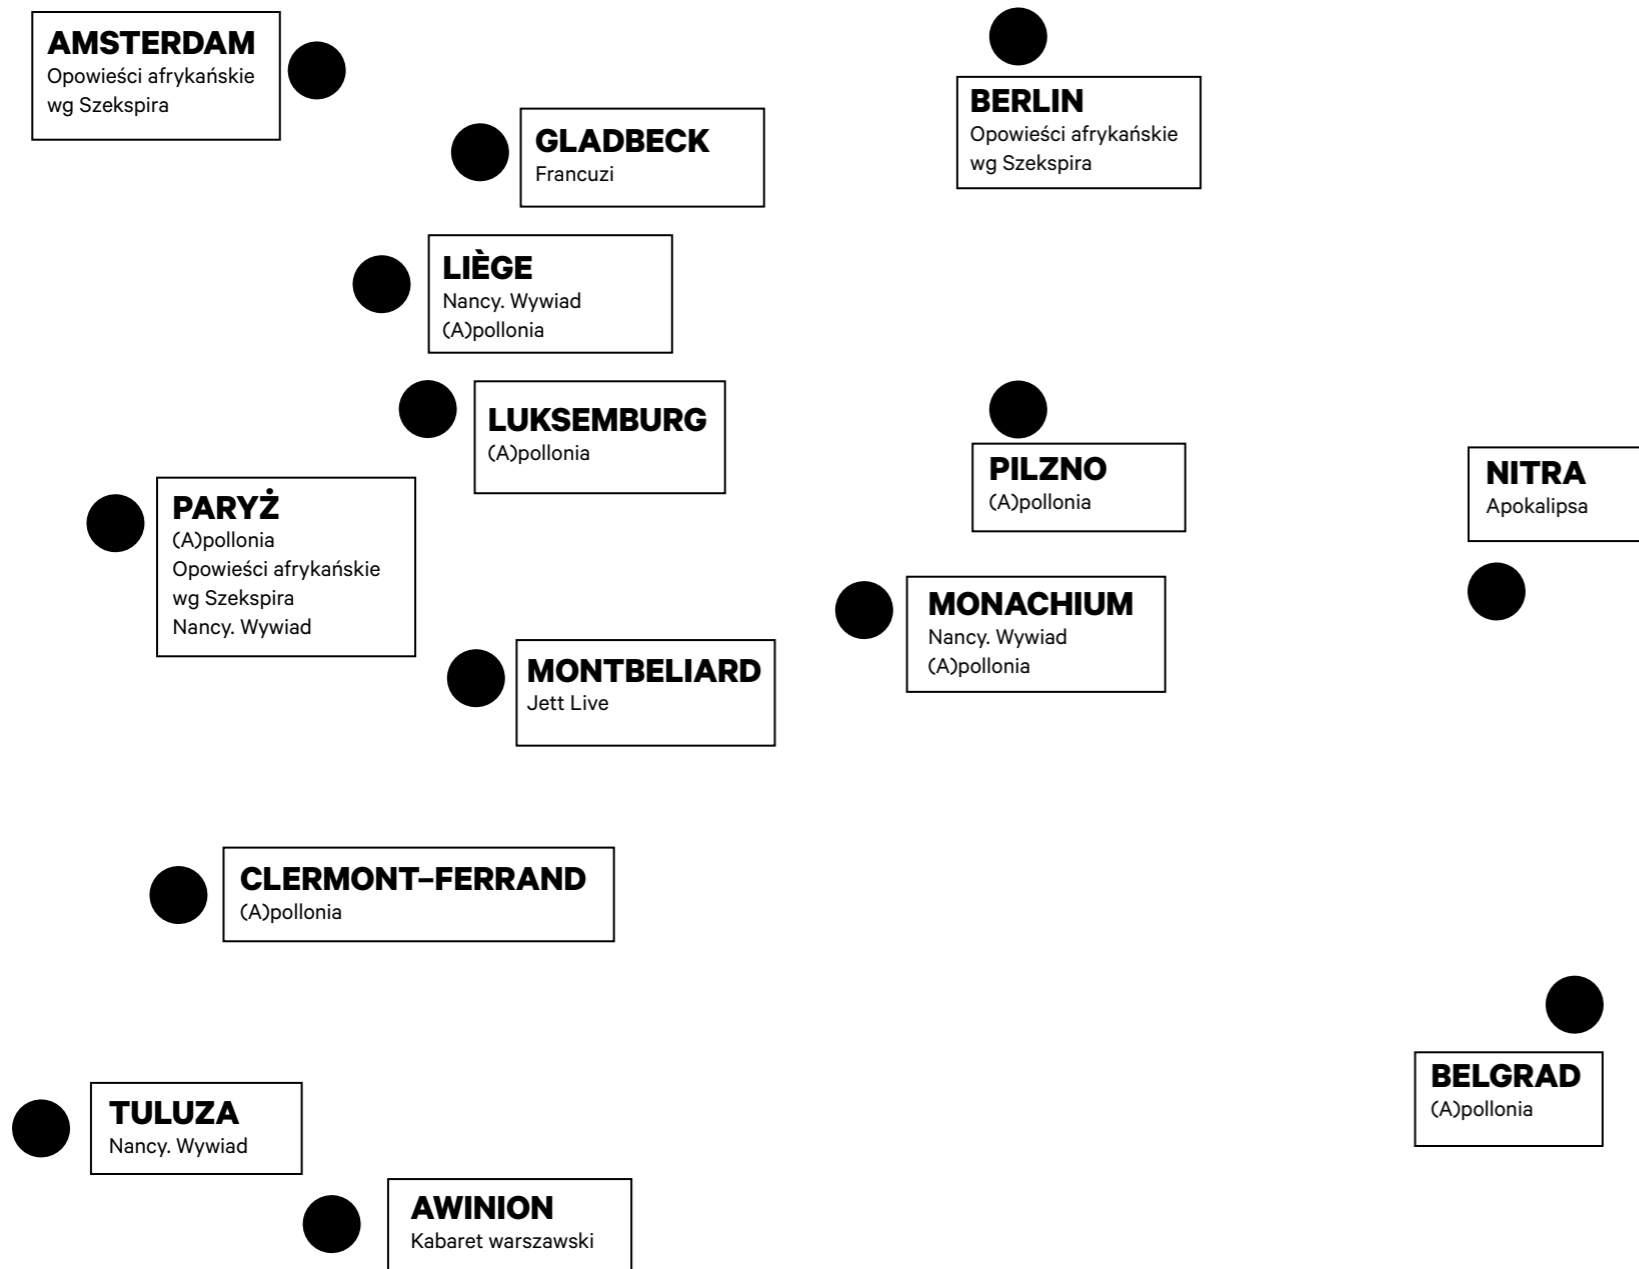 AMSTERDAM
Opowieści afrykańskie
wg Szekspira
BERLIN
Opowieści afrykańskie
wg Szekspira
GLADBECK
Francuzi
LIÈGE
Nancy. Wywiad
(A)pollonia
LUKSEMBURG
(A)pollonia
PILZNO
(A)pollonia
NITRA
Apokalipsa
PARYŻ
(A)pollonia
Opowieści afrykańskie
wg Szekspira
Nancy. Wywiad
MONACHIUM
Nancy. Wywiad
(A)pollonia
MONTBELIARD
Jett Live
CLERMONT–FERRAND
(A)pollonia
BELGRAD
(A)pollonia
TULUZA
Nancy. Wywiad
AWINION
Kabaret warszawski